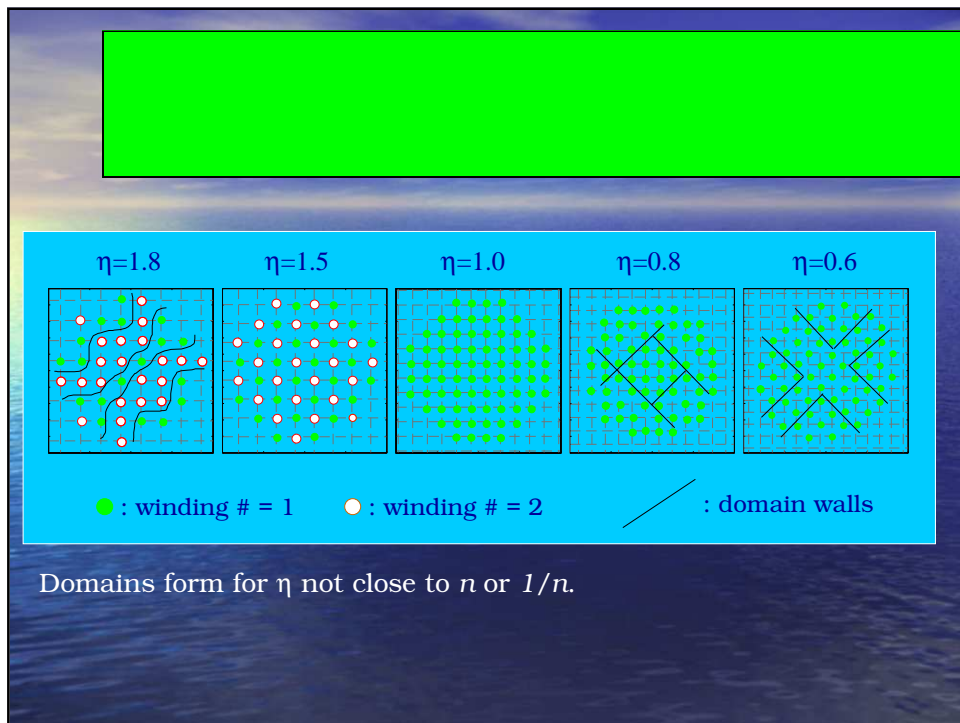 η=1.8 η=1.5 η=1.0 η=0.8 η=0.6
: winding # = 1 : winding # = 2 : domain walls
Domains form for η not close to n or 1/n.